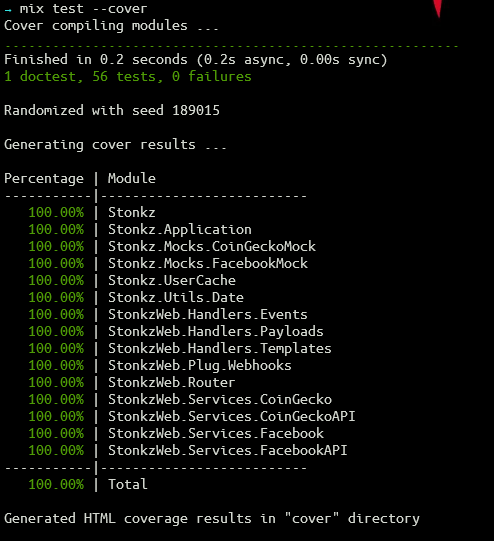 → mix test --cover
Cover compiling modules ...
.........................................................
Finished in 0.2 seconds (0.2s async, 0.00s sync)
1 doctest, 56 tests, 0 failures
Randomized with seed 189015
Generating cover results ...
Percentage | Module
-----------|--------------------------
100.00% | Stonkz
100.00% | Stonkz.Application
100.00% | Stonkz.Mocks.CoinGeckoMock
100.00% | Stonkz.Mocks.FacebookMock
100.00% | Stonkz.UserCache
100.00% | Stonkz.Utils.Date
100.00% | StonkzWeb.Handlers.Events
100.00% | StonkzWeb.Handlers.Payloads
100.00% | StonkzWeb.Handlers.Templates
100.00% | StonkzWeb.Plug.Webhooks
100.00% | StonkzWeb.Router
100.00% | StonkzWeb.Services.CoinGecko
100.00% | StonkzWeb.Services.CoinGeckoAPI
100.00% | StonkzWeb.Services.Facebook
100.00% | StonkzWeb.Services.FacebookAPI
-----------|--------------------------
100.00% | Total
Generated HTML coverage results in "cover" directory